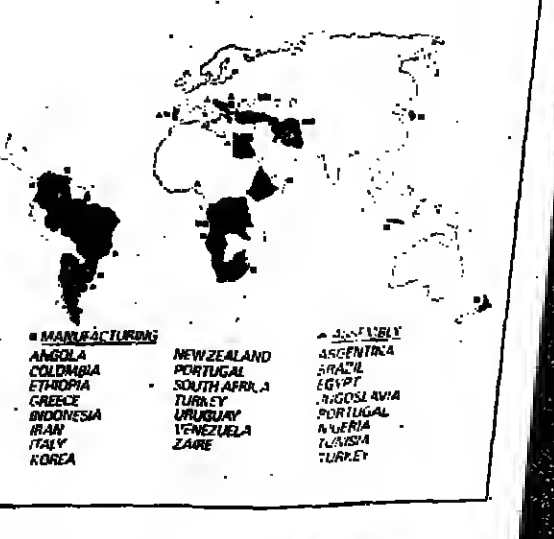 MANUFACTURING
ANGOLA
COLOMBIA
ETHIOPIA
GREECE
INDONESIA
IRAN
ITALY
KOREA
NEW ZEALAND
PORTUGAL
SOUTH AFRICA
TURKEY
URUGUAY
VENEZUELA
ZAIRE
ASSEMBLY
ARGENTINA
BRAZIL
EGYPT
JUGOSLAVIA
PORTUGAL
NIGERIA
TUNISIA
TURKEY